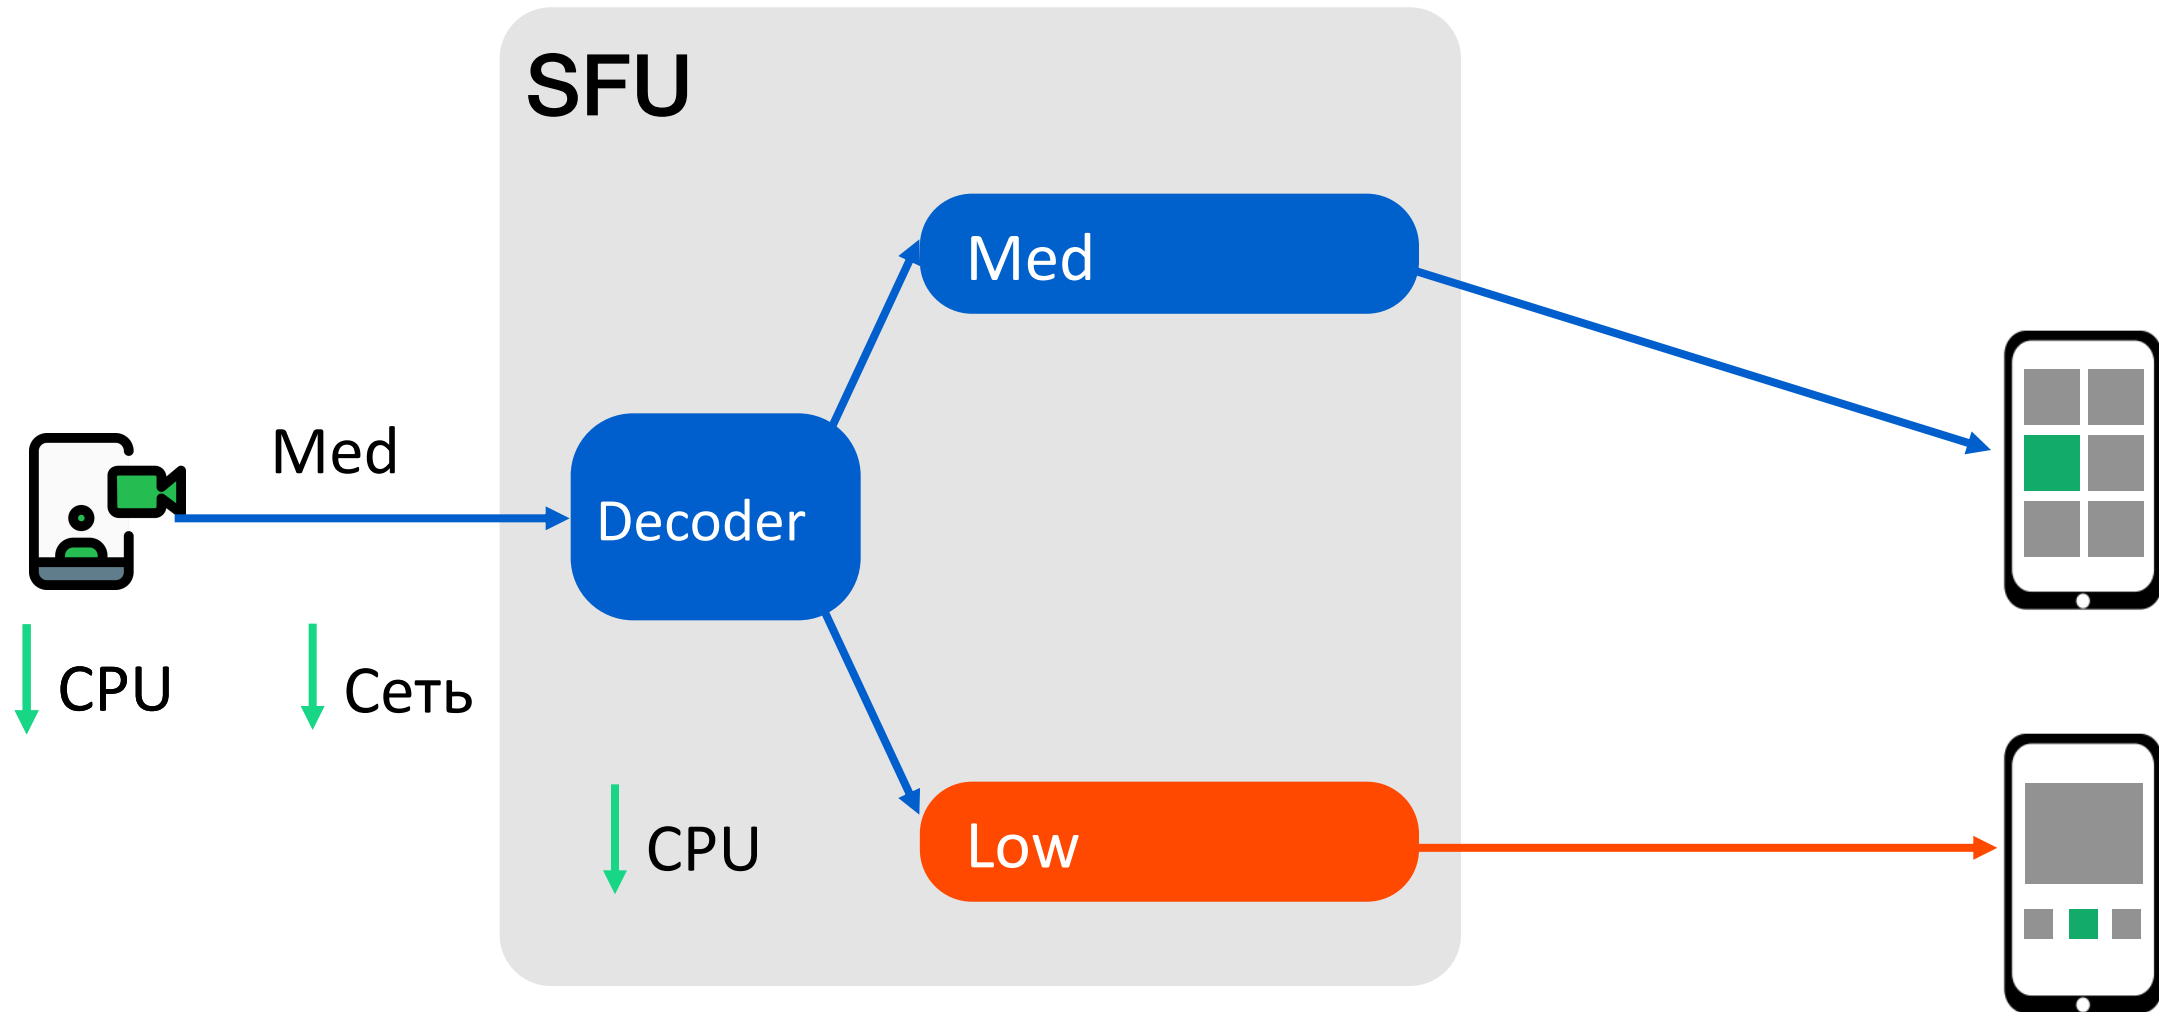 SFU
Med
Med
Decoder
CPU
Сеть
CPU
Low